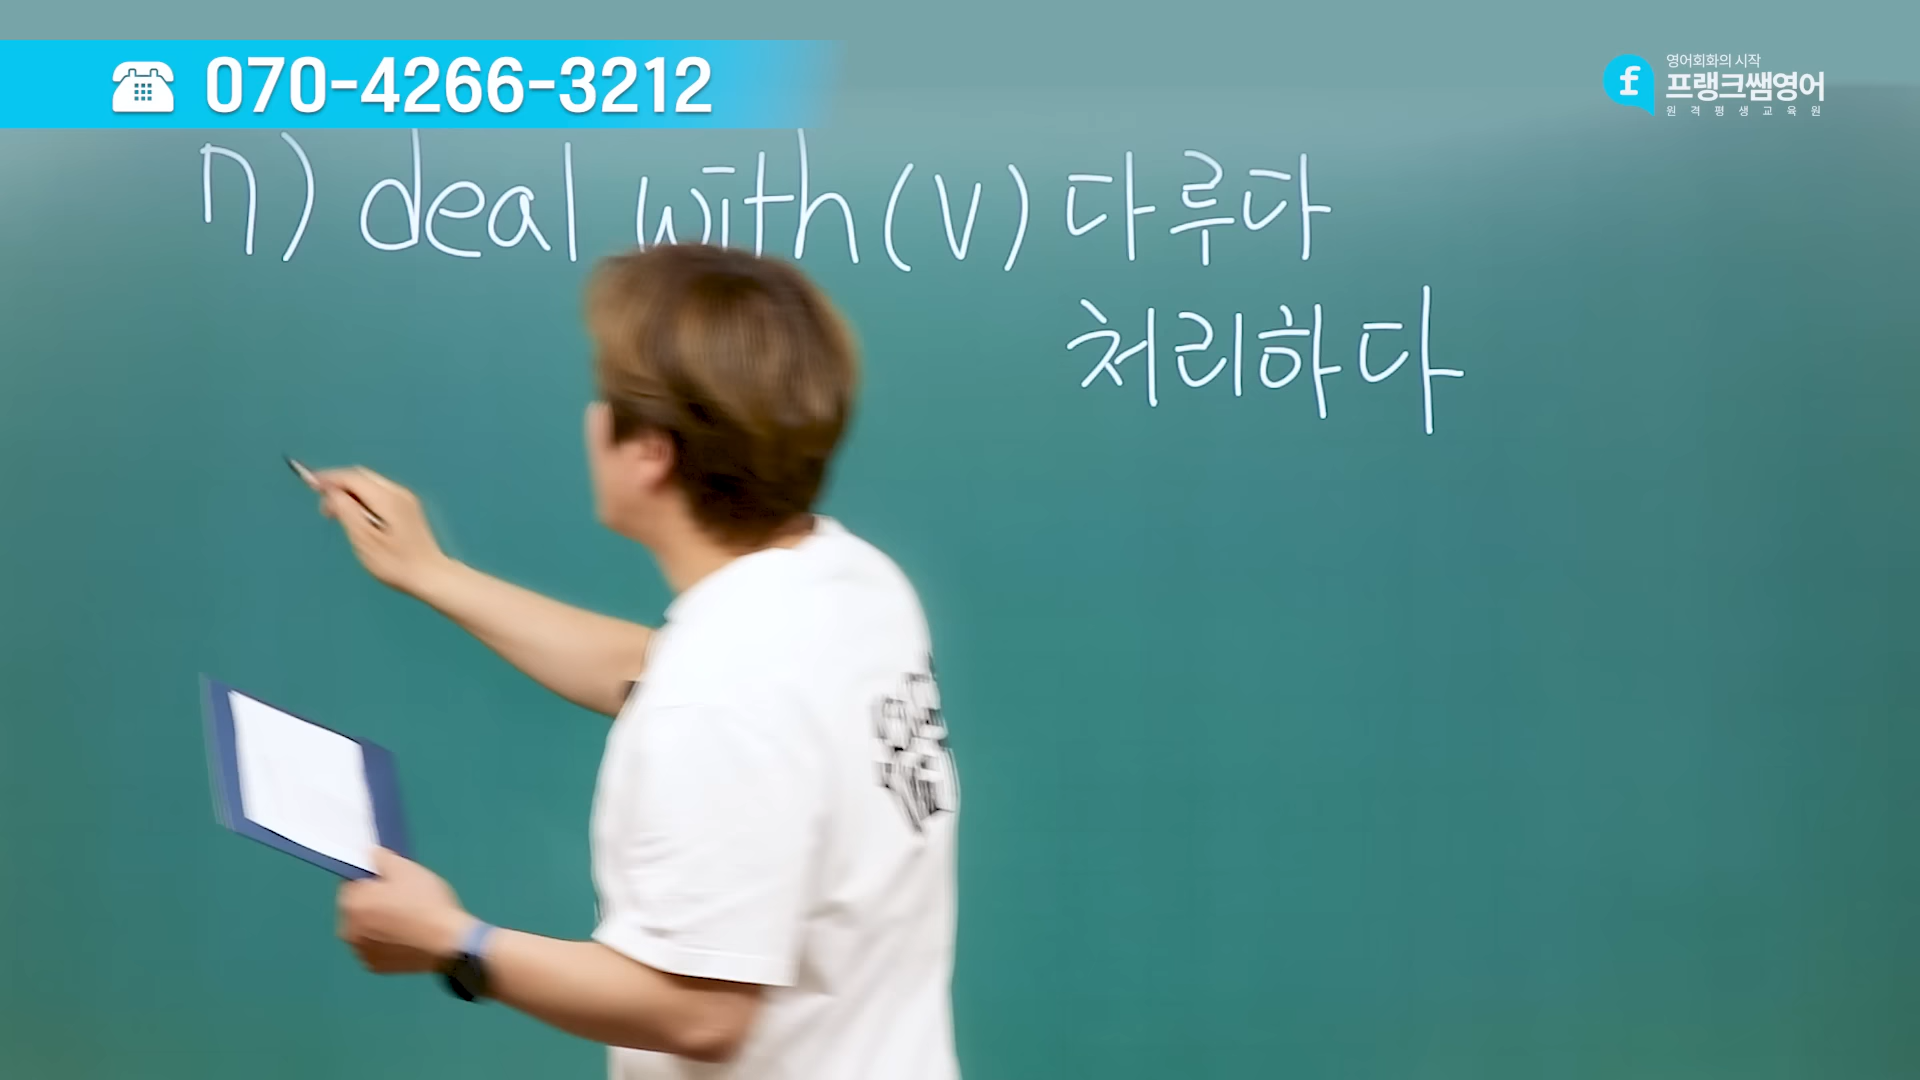 070-4266-3212
영어회화의 시작
프랭크쌤영어
원격평생교육원
7) deal with (v) 다루다
처리하다